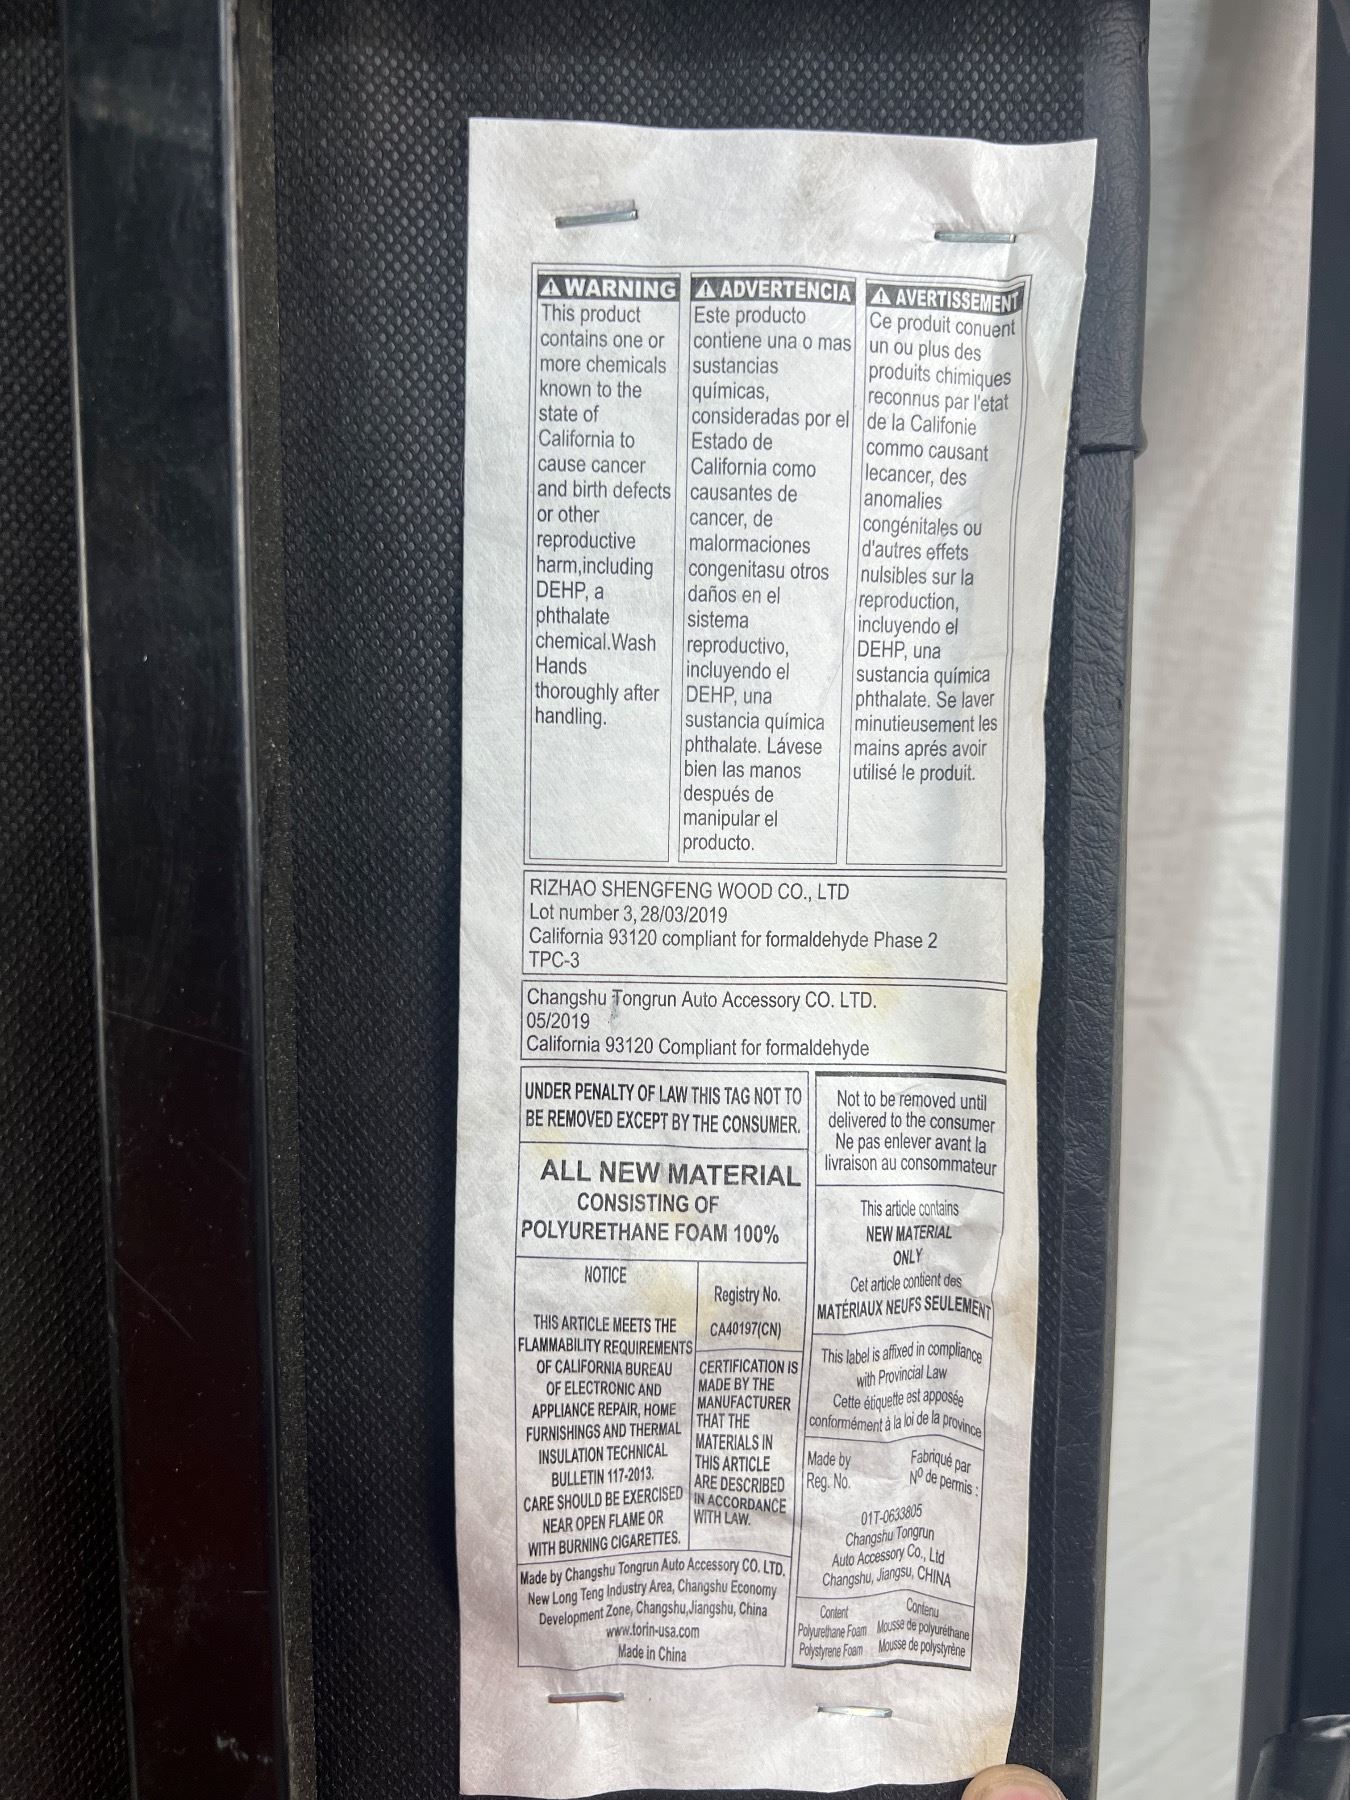 WARNING
This product
contains one or
more chemicals
known to the
state of
California to
cause cancer
and birth defects
or other
reproductive
harm,including
DEHP, a
phthalate
chemical.Wash
Hands
thoroughly after
handling.
ADVERTENCIA
Este producto
contiene una o mas
sustancias
químicas,
consideradas por el
Estado de
California como
causantes de
cancer, de
malormaciones
congenitasu otros
daños en el
sistema
reproductivo,
incluyendo el
DEHP, una
sustancia química
phthalate. Lávese
bien las manos
después de
manipular el
producto.
AVERTISSEMENT
Ce produit conuent
un ou plus des
produits chimiques
reconnus par l'etat
de la Califonie
commo causant
lecancer, des
anomalies
congénitales ou
d'autres effets
nulsibles sur la
reproduction,
incluyendo el
DEHP, una
sustancia química
phthalate. Se laver
minutieusement les
mains aprés avoir
utilisé le produit.
RIZHAO SHENGFENG WOOD CO., LTD
Lot number 3, 28/03/2019
California 93120 compliant for formaldehyde Phase 2
TPC-3
Changshu Tongrun Auto Accessory CO. LTD.
05/2019
California 93120 Compliant for formaldehyde
UNDER PENALTY OF LAW THIS TAG NOT TO
BE REMOVED EXCEPT BY THE CONSUMER.
ALL NEW MATERIAL
CONSISTING OF
POLYURETHANE FOAM 100%
NOTICE
THIS ARTICLE MEETS THE
FLAMMABILITY REQUIREMENTS
OF CALIFORNIA BUREAU
OF ELECTRONIC AND
APPLIANCE REPAIR, HOME
FURNISHINGS AND THERMAL
INSULATION TECHNICAL
BULLETIN 117-2013.
CARE SHOULD BE EXERCISED
NEAR OPEN FLAME OR
WITH BURNING CIGARETTES.
Registry No.
CA40197(CN)
CERTIFICATION IS
MADE BY THE
MANUFACTURER
THAT THE
MATERIALS IN
THIS ARTICLE
ARE DESCRIBED
IN ACCORDANCE
WITH LAW.
Made by Changshu Tongrun Auto Accessory CO. LTD.
New Long Teng Industry Area, Changshu Economy
Development Zone, Changshu,Jiangshu, China
www.torin-usa.com
Made in China
Not to be removed until
delivered to the consumer
Ne pas enlever avant la
livraison au consommateur
This article contains
NEW MATERIAL
ONLY
Cet article contient des
MATÉRIAUX NEUFS SEULEMENT
This label is affixed in compliance
with Provincial Law
Cette étiquette est apposée
conformément à la loi de la province
Made by Fabriqué par
Reg. No. Nº de permis :
01T-0633805
Changshu Tongrun
Auto Accessory Co., Ltd
Changshu, Jiangsu, CHINA
Content Contenu
Polyurethane Foam Mousse de polyuréthane
Polystyrene Foam Mousse de polystyrène